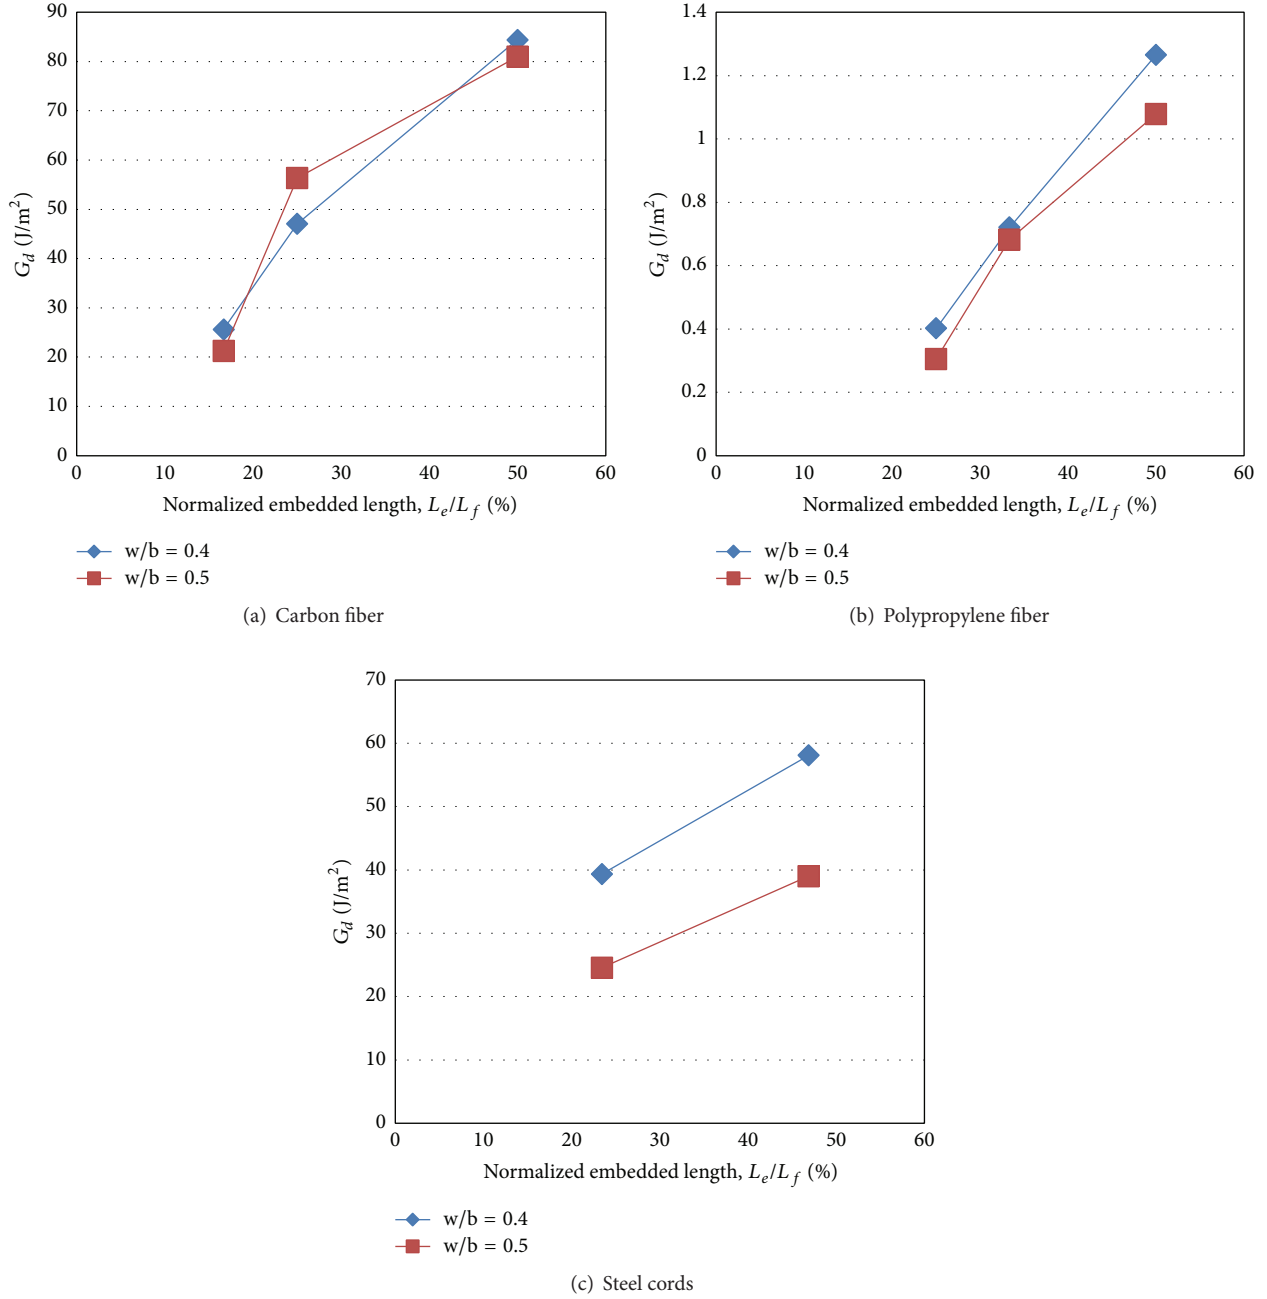 90
80
70
60
50
40
30
20
10
0
G_d (J/m²)
0 10 20 30 40 50 60
Normalized embedded length, L_e/L_f (%)
w/b = 0.4
w/b = 0.5
(a) Carbon fiber
1.4
1.2
1
0.8
0.6
0.4
0.2
0
G_d (J/m²)
0 10 20 30 40 50 60
Normalized embedded length, L_e/L_f (%)
w/b = 0.4
w/b = 0.5
(b) Polypropylene fiber
70
60
50
40
30
20
10
0
G_d (J/m²)
0 10 20 30 40 50 60
Normalized embedded length, L_e/L_f (%)
w/b = 0.4
w/b = 0.5
(c) Steel cords